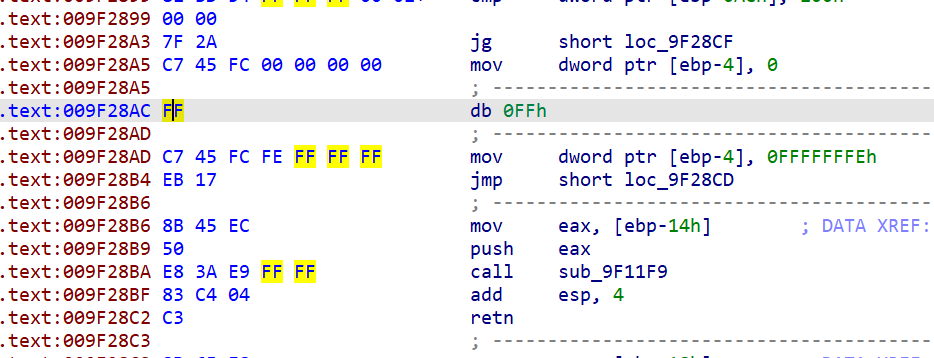 .text:009F2899 00 00
.text:009F28A3 7F 2A jg short loc_9F28CF
.text:009F28A5 C7 45 FC 00 00 00 00 mov dword ptr [ebp-4], 0
.text:009F28A5 ; ---------------------------------------
.text:009F28AC FF db 0FFh
.text:009F28AD ; ---------------------------------------
.text:009F28AD C7 45 FC FE FF FF FF mov dword ptr [ebp-4], 0FFFFFFFEh
.text:009F28B4 EB 17 jmp short loc_9F28CD
.text:009F28B6 ; ---------------------------------------
.text:009F28B6 8B 45 EC mov eax, [ebp-14h] ; DATA XREF:
.text:009F28B9 50 push eax
.text:009F28BA E8 3A E9 FF FF call sub_9F11F9
.text:009F28BF 83 C4 04 add esp, 4
.text:009F28C2 C3 retn
.text:009F28C3 ; ---------------------------------------